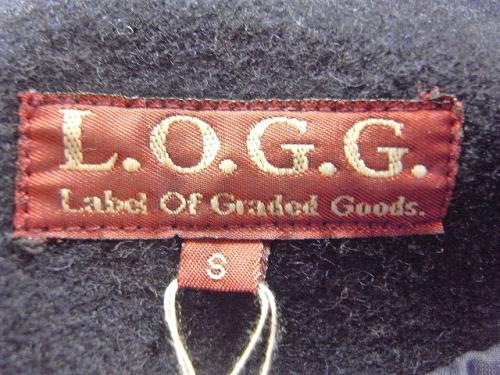 L.O.G.G.
Label Of Graded Goods.
S